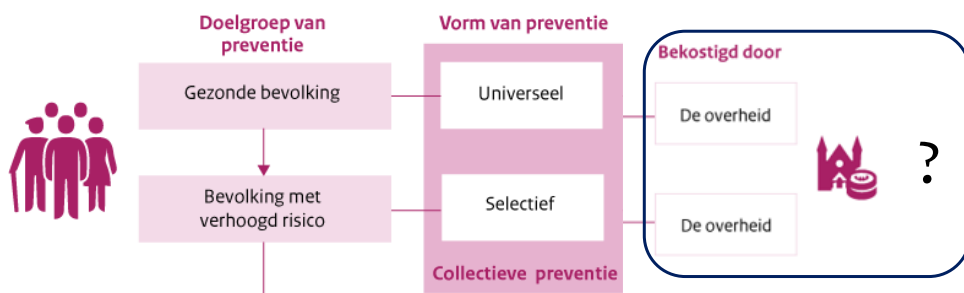 Doelgroep van
preventie
Vorm van preventie
Bekostigd door
Gezonde bevolking
Universeel
De overheid
?
Bevolking met
verhoogd risico
Selectief
De overheid
Collectieve preventie